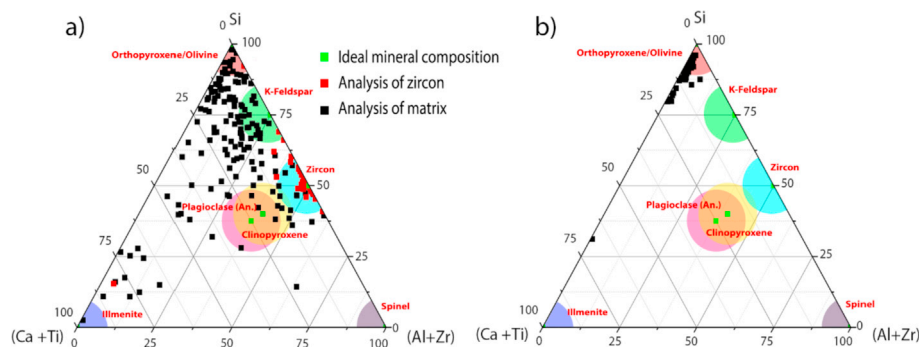 a)
Si
0
100
Orthopyroxene/Olivine
Ideal mineral composition
Analysis of zircon
Analysis of matrix
K-Feldspar
25
75
Zircon
50
50
Plagioclase (An.)
Clinopyroxene
75
25
Illmenite
Spinel
100
0
(Ca +Ti)
0
25
50
75
100
(Al+Zr)
b)
Si
0
100
Orthopyroxene/Olivine
K-Feldspar
25
75
Zircon
50
50
Plagioclase (An.)
Clinopyroxene
75
25
Illmenite
Spinel
100
0
(Ca +Ti)
0
25
50
75
100
(Al+Zr)